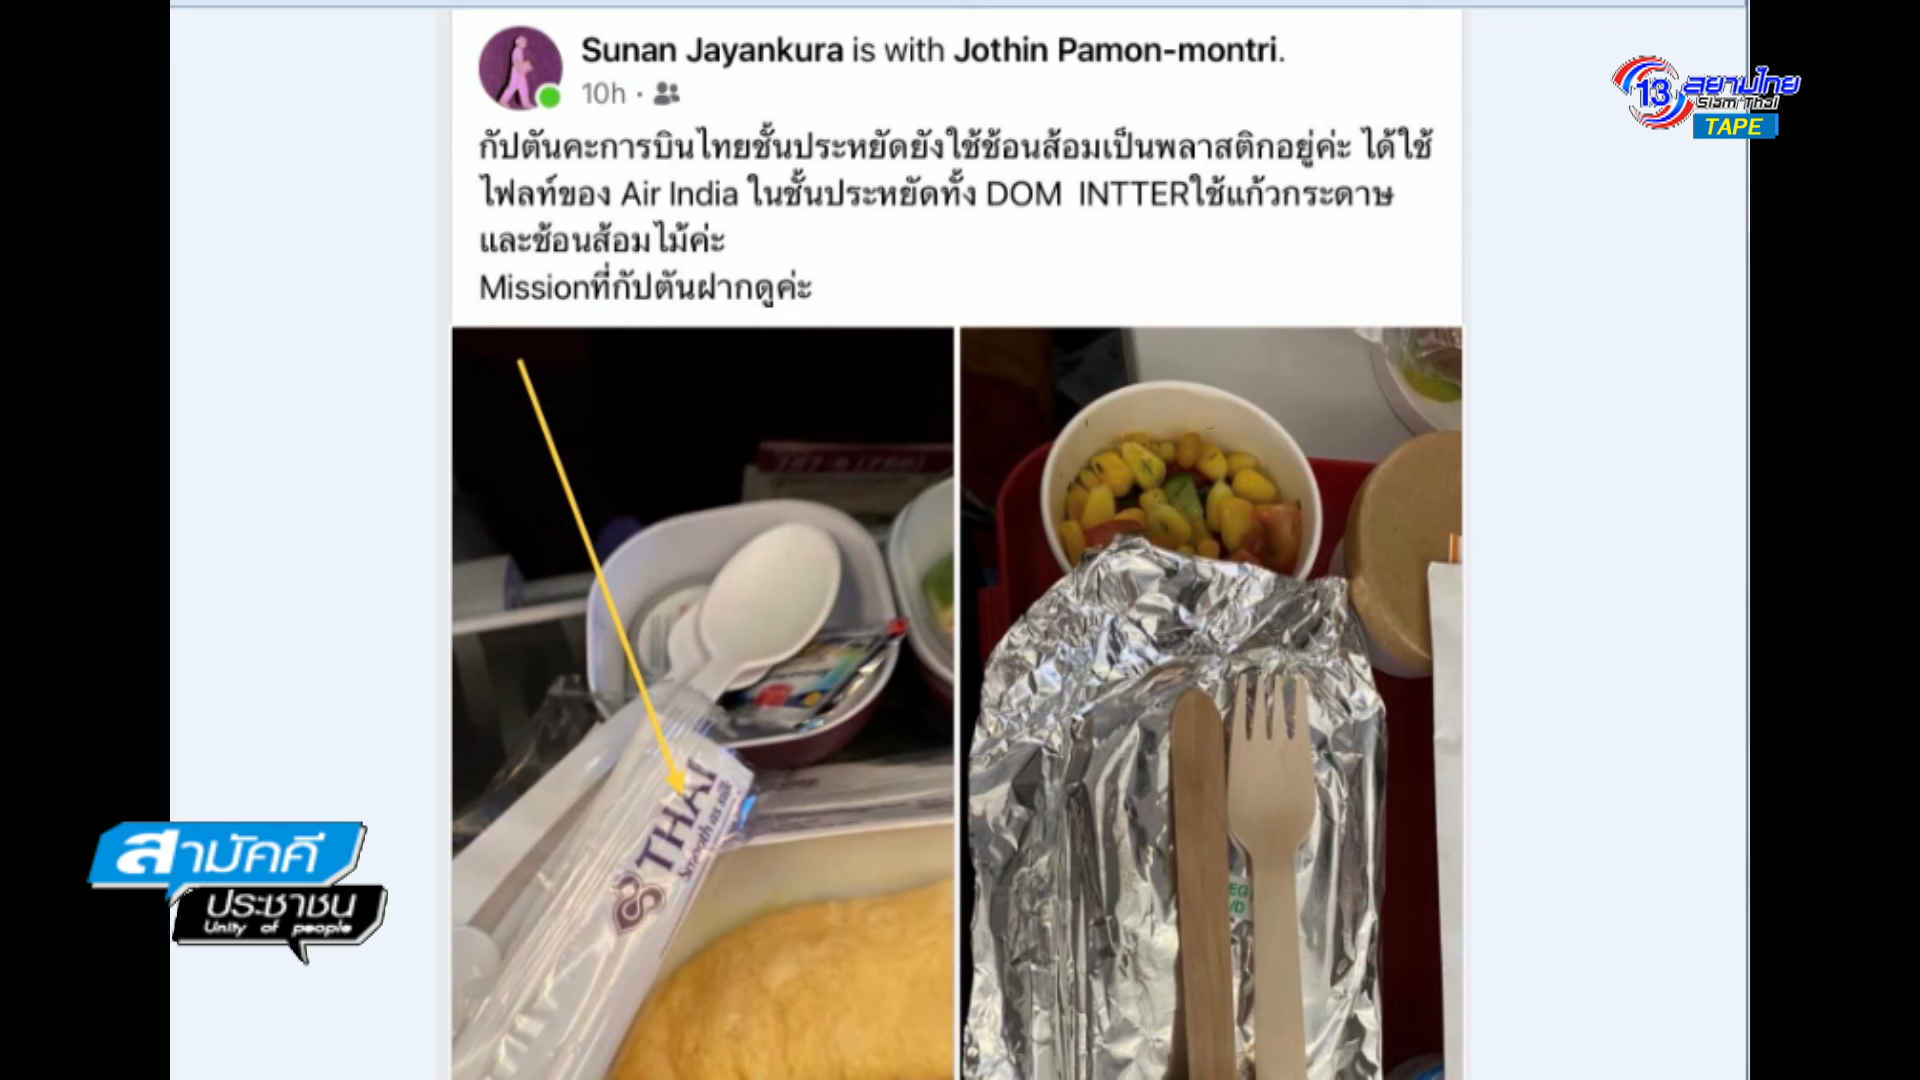 Sunan Jayankura is with Jothin Pamon-montri.
10h ·
กัปตันคะการบินไทยชั้นประหยัดยังใช้ช้อนส้อมเป็นพลาสติกอยู่ค่ะ ได้ใช้
ไฟลท์ของ Air India ในชั้นประหยัดทั้ง DOM INTTERใช้แก้วกระดาษ
และช้อนส้อมไม้ค่ะ
Missionที่กัปตันฝากดูค่ะ
13 สยามไทย
Siam Thai
TAPE
THAI
Smooth as silk
สามัคคี
ประชาชน
Unity of people